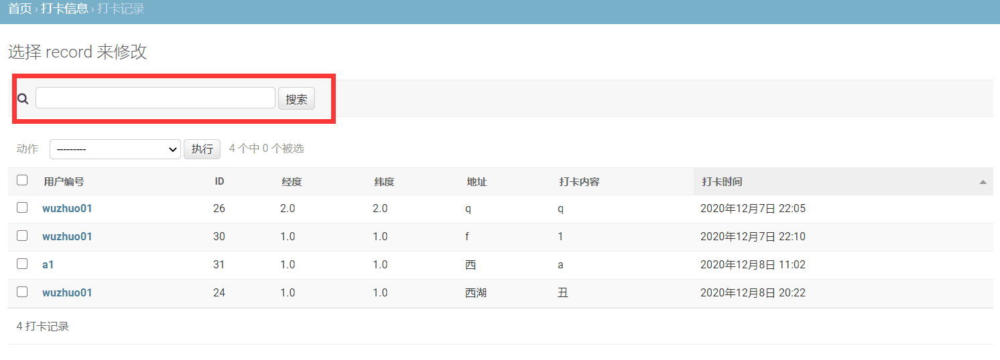 首页 › 打卡信息 › 打卡记录
选择 record 来修改
搜索
动作 --------- 执行 4 个中 0 个被选
用户编号 ID 经度 纬度 地址 打卡内容 打卡时间
wuzhuo01 26 2.0 2.0 q q 2020年12月7日 22:05
wuzhuo01 30 1.0 1.0 f 1 2020年12月7日 22:10
a1 31 1.0 1.0 西 a 2020年12月8日 11:02
wuzhuo01 24 1.0 1.0 西湖 丑 2020年12月8日 20:22
4 打卡记录